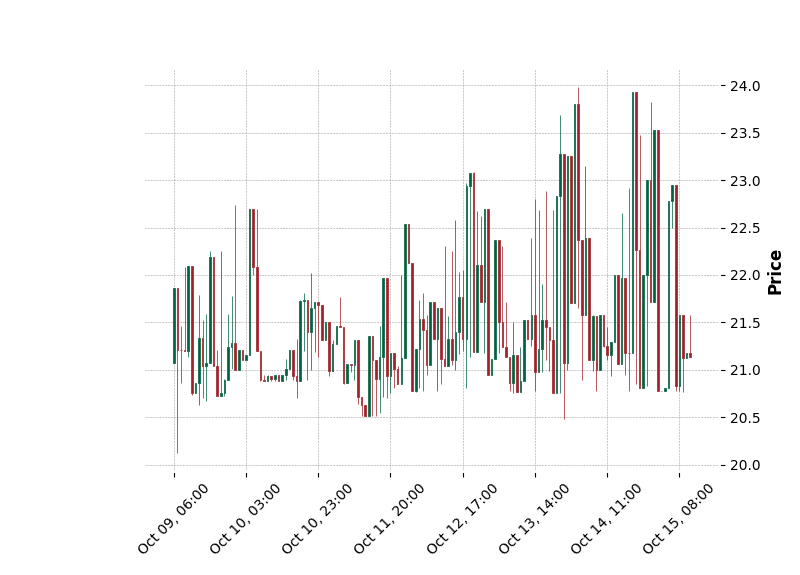 24.0
23.5
23.0
22.5
22.0
21.5
21.0
20.5
20.0
Price
Oct 09, 06:00
Oct 10, 03:00
Oct 10, 23:00
Oct 11, 20:00
Oct 12, 17:00
Oct 13, 14:00
Oct 14, 11:00
Oct 15, 08:00